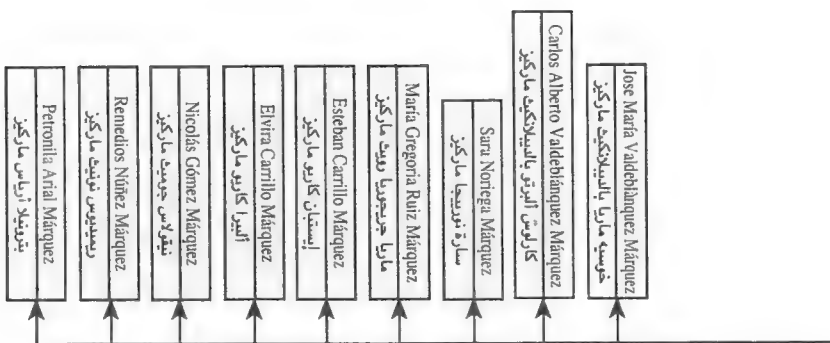 Jose María Valdeblànquez Márquez
خوسيه ماريا بالديبلانكيث ماركيز
Carlos Alberto Valdeblánquez Márquez
كارلوس ألبرتو بالديبلانكيث ماركيز
Sara Noriega Márquez
سارة نورييجا ماركيز
María Gregoria Ruiz Márquez
ماريا جريجوريا رويث ماركيز
Esteban Carrillo Márquez
إيستبان كاريو ماركيز
Elvira Carrillo Márquez
ألبيرا كاريو ماركيز
Nicolás Gómez Márquez
نيقولاس جوميث ماركيز
Remedios Núñez Márquez
ريميديوس نونيث ماركيز
Petronila Arial Márquez
بترونيلا أرياس ماركيز